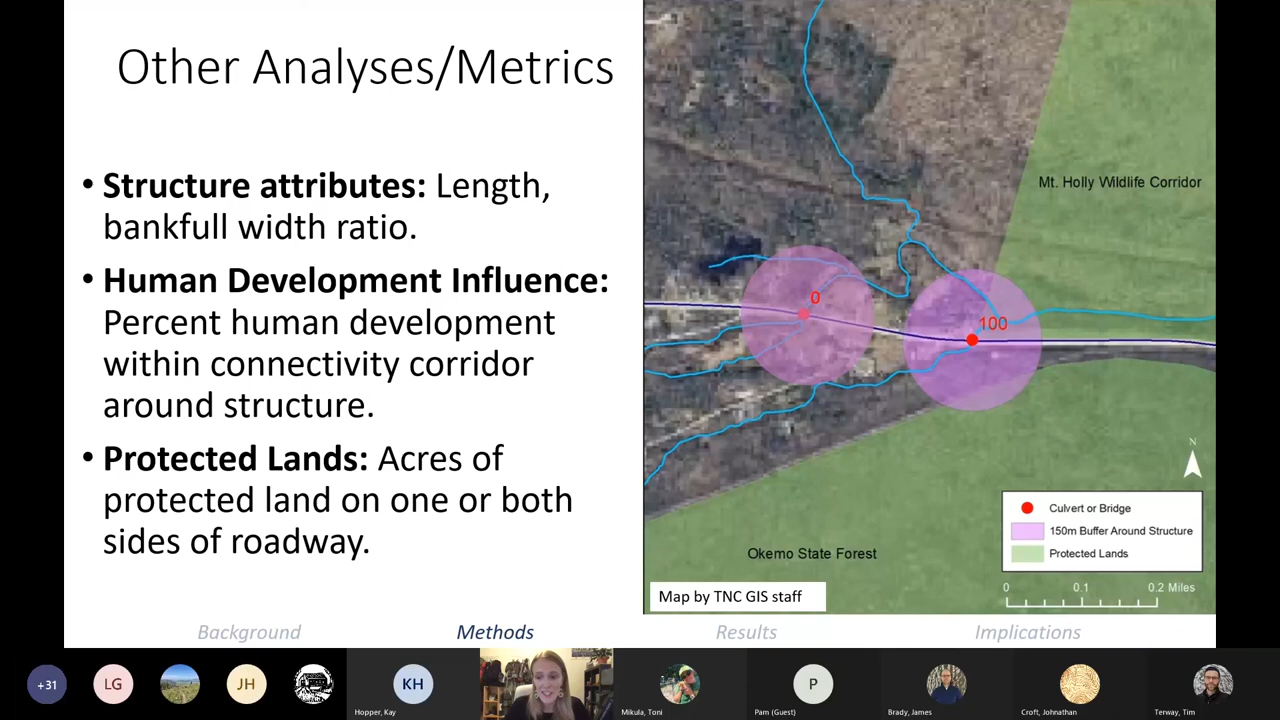 Other Analyses/Metrics
• Structure attributes: Length,
bankfull width ratio.
• Human Development Influence:
Percent human development
within connectivity corridor
around structure.
• Protected Lands: Acres of
protected land on one or both
sides of roadway.
Mt. Holly Wildlife Corridor
0
100
N
Culvert or Bridge
150m Buffer Around Structure
Protected Lands
0 0.1 0.2 Miles
Okemo State Forest
Map by TNC GIS staff
Background Methods Results Implications
+31 LG JH KH P
Hopper, Kay Mikula, Toni Pam (Guest) Brady, James Croft, Johnathan Terway, Tim